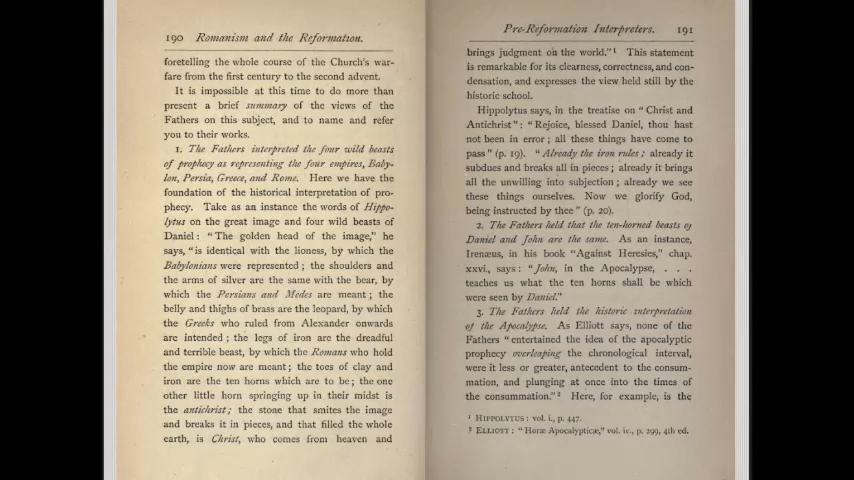 190 Romanism and the Reformation.
foretelling the whole course of the Church's war-
fare from the first century to the second advent.
It is impossible at this time to do more than
present a brief summary of the views of the
Fathers on this subject, and to name and refer
you to their works.
1. The Fathers interpreted the four wild beasts
of prophecy as representing the four empires, Baby-
lon, Persia, Greece, and Rome. Here we have the
foundation of the historical interpretation of pro-
phecy. Take as an instance the words of Hippo-
lytus on the great image and four wild beasts of
Daniel: "The golden head of the image," he
says, "is identical with the lioness, by which the
Babylonians were represented; the shoulders and
the arms of silver are the same with the bear, by
which the Persians and Medes are meant; the
belly and thighs of brass are the leopard, by which
the Greeks who ruled from Alexander onwards
are intended; the legs of iron are the dreadful
and terrible beast, by which the Romans who hold
the empire now are meant; the toes of clay and
iron are the ten horns which are to be; the one
other little horn springing up in their midst is
the antichrist; the stone that smites the image
and breaks it in pieces, and that filled the whole
earth, is Christ, who comes from heaven and
Pre-Reformation Interpreters. 191
brings judgment on the world." ¹ This statement
is remarkable for its clearness, correctness, and con-
densation, and expresses the view held still by the
historic school.
Hippolytus says, in the treatise on "Christ and
Antichrist": "Rejoice, blessed Daniel, thou hast
not been in error; all these things have come to
pass" (p. 19). "Already the iron rules; already it
subdues and breaks all in pieces; already it brings
all the unwilling into subjection; already we see
these things ourselves. Now we glorify God,
being instructed by thee" (p. 20).
2. The Fathers held that the ten-horned beasts of
Daniel and John are the same. As an instance,
Irenæus, in his book "Against Heresies," chap.
xxvi., says: "John, in the Apocalypse, . . .
teaches us what the ten horns shall be which
were seen by Daniel."
3. The Fathers held the historic interpretation
of the Apocalypse. As Elliott says, none of the
Fathers "entertained the idea of the apocalyptic
prophecy overleaping the chronological interval,
were it less or greater, antecedent to the consum-
mation, and plunging at once into the times of
the consummation." ² Here, for example, is the
¹ HIPPOLYTUS: vol. i., p. 447.
² ELLIOTT: "Horæ Apocalypticæ," vol. iv., p. 299, 4th ed.